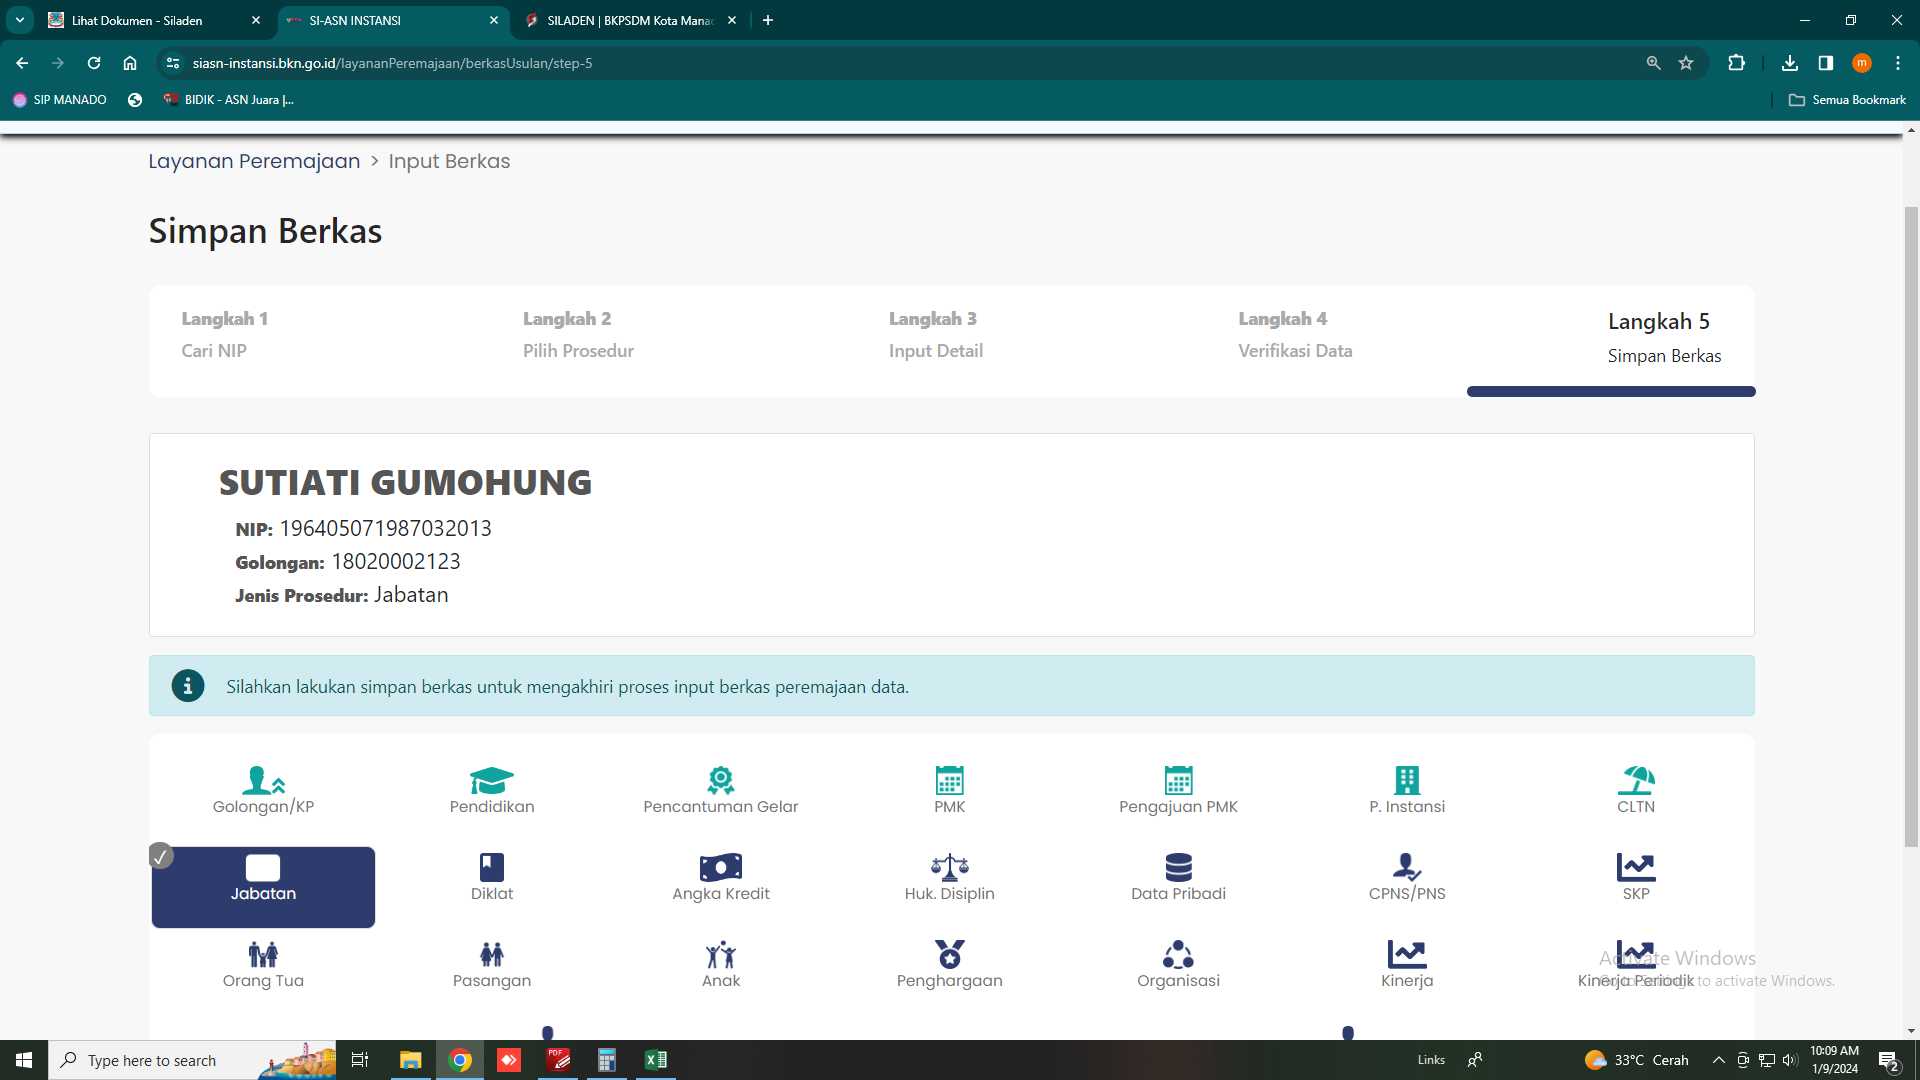 Lihat Dokumen - Siladen
SI-ASN INSTANSI
SILADEN | BKPSDM Kota Mana
siasn-instansi.bkn.go.id/layananPeremajaan/berkasUsulan/step-5
m
SIP MANADO
BIDIK - ASN Juara |...
Semua Bookmark
Layanan Peremajaan > Input Berkas
Simpan Berkas
Langkah 1
Cari NIP
Langkah 2
Pilih Prosedur
Langkah 3
Input Detail
Langkah 4
Verifikasi Data
Langkah 5
Simpan Berkas
SUTIATI GUMOHUNG
NIP: 196405071987032013
Golongan: 18020002123
Jenis Prosedur: Jabatan
Silahkan lakukan simpan berkas untuk mengakhiri proses input berkas peremajaan data.
Golongan/KP
Pendidikan
Pencantuman Gelar
PMK
Pengajuan PMK
P. Instansi
CLTN
Jabatan
Diklat
Angka Kredit
Huk. Disiplin
Data Pribadi
CPNS/PNS
SKP
Orang Tua
Pasangan
Anak
Penghargaan
Organisasi
Kinerja
Kinerja Periodik
Activate Windows
Go to Settings to activate Windows.
Type here to search
PDF
Links
33°C Cerah
10:09 AM
1/9/2024
2